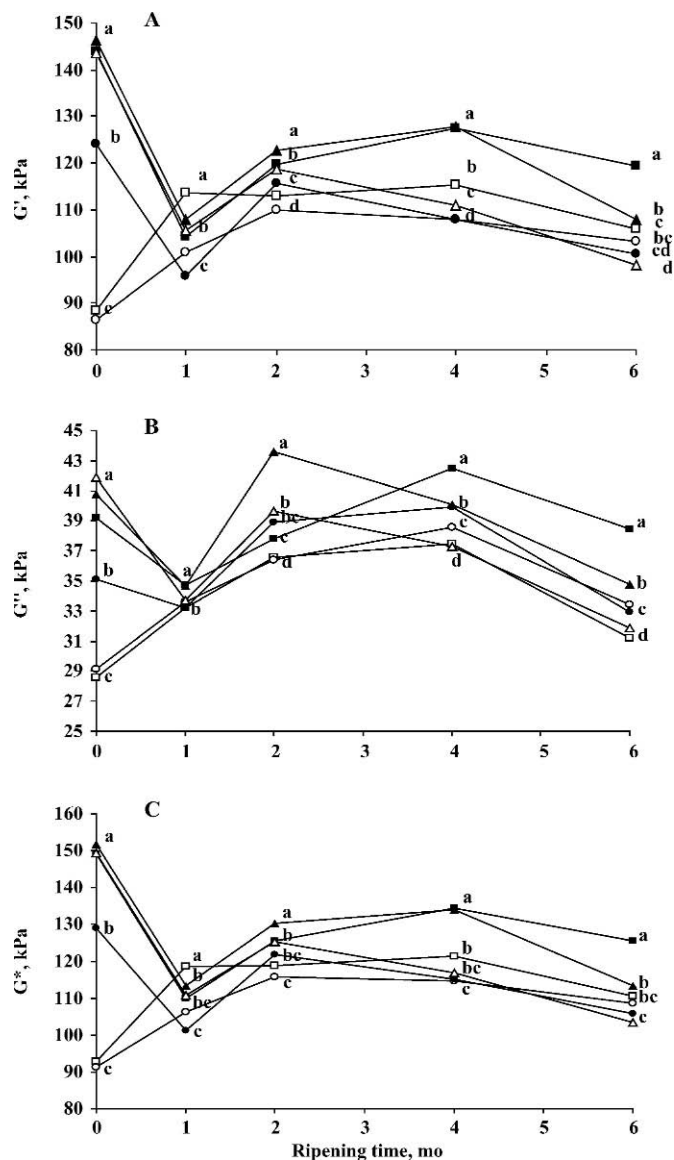 A
150
a
140
130
b
120
a
a
b
c
a
b
c
a
110
b
d
d
b
c
bc
cd
d
100
c
90
c
80
0 1 2 3 4 5 6
G', kPa
B
45
43
a
a
a
41
39
b
bc
c
b
c
a
37
d
d
35
b
a
b
33
b
c
31
d
29
c
27
25
0 1 2 3 4 5 6
G'', kPa
C
160
150
a
140
130
b
a
a
a
120
a
b
bc
b
bc
110
b
bc
c
c
b
bc
c
100
c
90
c
80
0 1 2 3 4 5 6
G*, kPa
Ripening time, mo